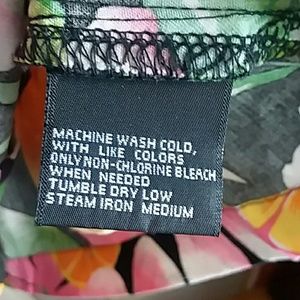 MACHINE WASH COLD,
WITH LIKE COLORS
ONLY NON-CHLORINE BLEACH
WHEN NEEDED
TUMBLE DRY LOW
STEAM IRON MEDIUM